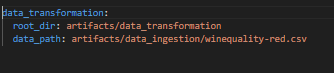 data_transformation:
  root_dir: artifacts/data_transformation
  data_path: artifacts/data_ingestion/winequality-red.csv